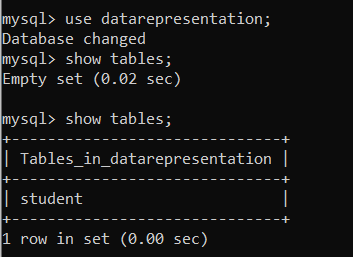 mysql> use datarepresentation;
Database changed
mysql> show tables;
Empty set (0.02 sec)

mysql> show tables;
+------------------------------+
| Tables_in_datarepresentation |
+------------------------------+
| student                      |
+------------------------------+
1 row in set (0.00 sec)